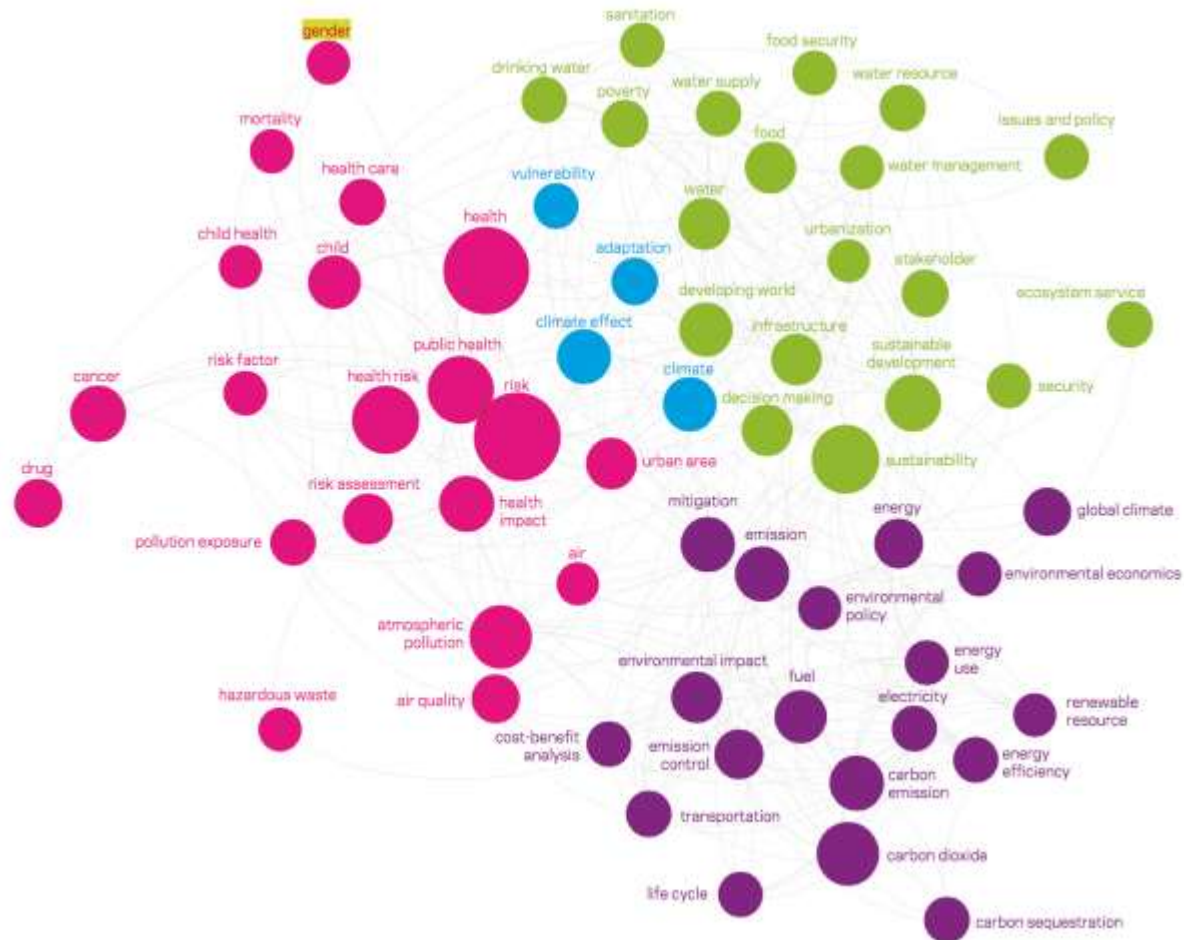 sanitation
gender
food security
drinking water
water supply
water resource
poverty
mortality
issues and policy
food
health care
water management
vulnerability
water
health
child health
child
urbanization
adaptation
stakeholder
developing world
ecosystem service
climate effect
infrastructure
public health
sustainable
development
risk factor
cancer
health risk
risk
climate
security
decision making
drug
urban area
sustainability
risk assessment
health
impact
mitigation
energy
global climate
pollution exposure
emission
air
environmental economics
environmental
policy
atmospheric
pollution
environmental impact
fuel
energy
use
hazardous waste
air quality
electricity
renewable
resource
cost-benefit
analysis
emission
control
energy
efficiency
carbon
emission
transportation
carbon dioxide
life cycle
carbon sequestration